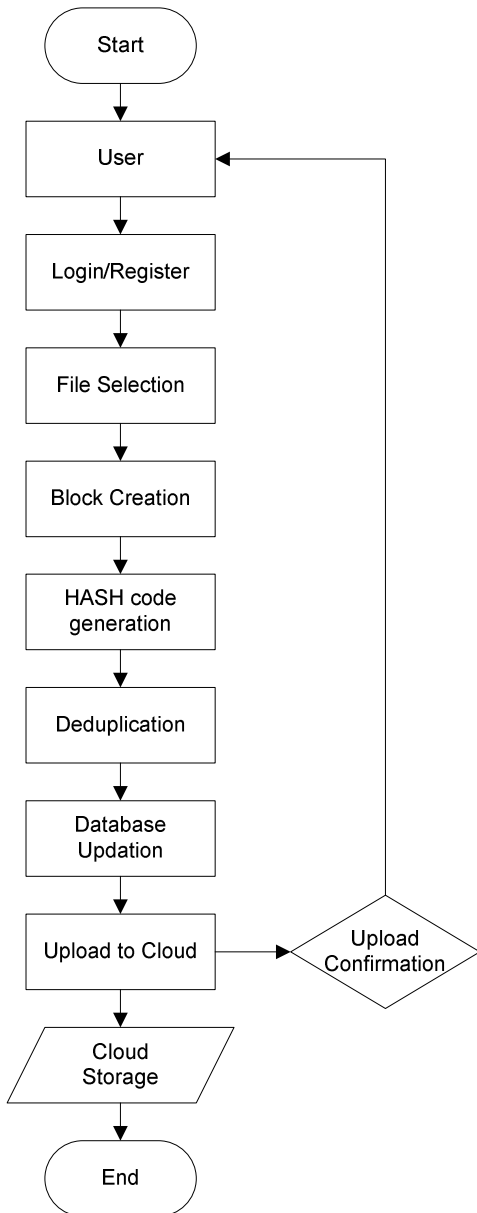 Start
User
Login/Register
File Selection
Block Creation
HASH code
generation
Deduplication
Database
Updation
Upload to Cloud
Upload
Confirmation
Cloud
Storage
End